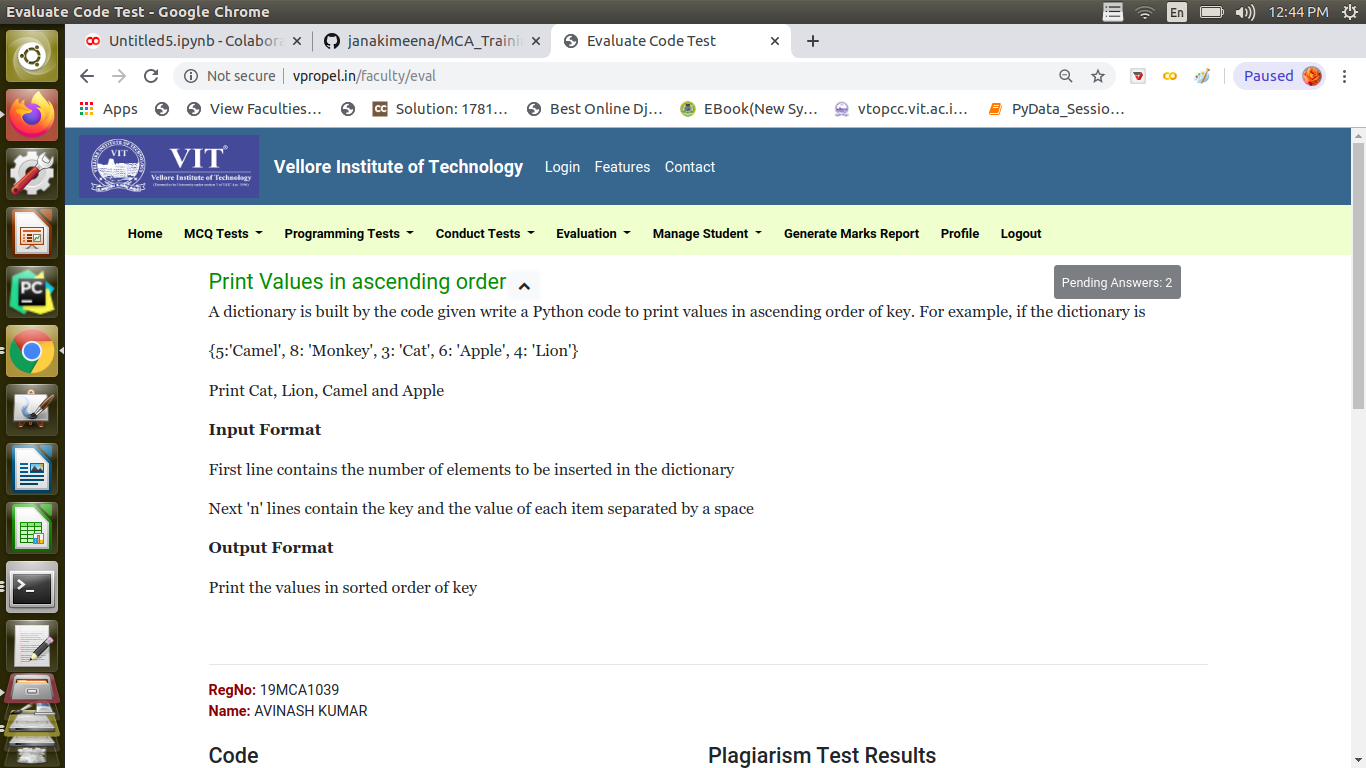 Evaluate Code Test - Google Chrome
En
12:44 PM
Untitled5.ipynb - Colabora
janakimeena/MCA_Traini
Evaluate Code Test
Not secure
vpropel.in/faculty/eval
Paused
Apps
View Faculties...
CC
Solution: 1781...
Best Online Dj...
EBook(New Sy...
vtopcc.vit.ac.i...
PyData_Sessio...
VIT
Vellore Institute of Technology
Vellore Institute of Technology
Login Features Contact
Home MCQ Tests Programming Tests Conduct Tests Evaluation Manage Student Generate Marks Report Profile Logout
Print Values in ascending order
Pending Answers: 2
A dictionary is built by the code given write a Python code to print values in ascending order of key. For example, if the dictionary is
{5:'Camel', 8: 'Monkey', 3: 'Cat', 6: 'Apple', 4: 'Lion'}
Print Cat, Lion, Camel and Apple
Input Format
First line contains the number of elements to be inserted in the dictionary
Next 'n' lines contain the key and the value of each item separated by a space
Output Format
Print the values in sorted order of key
RegNo: 19MCA1039
Name: AVINASH KUMAR
Code
Plagiarism Test Results
PC